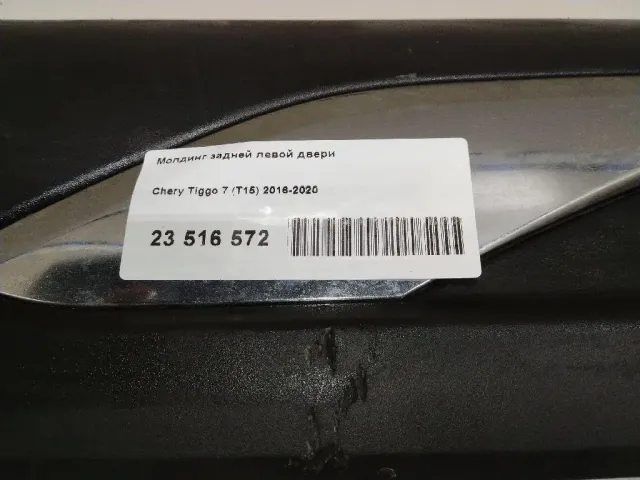 Молдинг задней левой двери
Chery Tiggo 7 (T15) 2016-2020
23 516 572